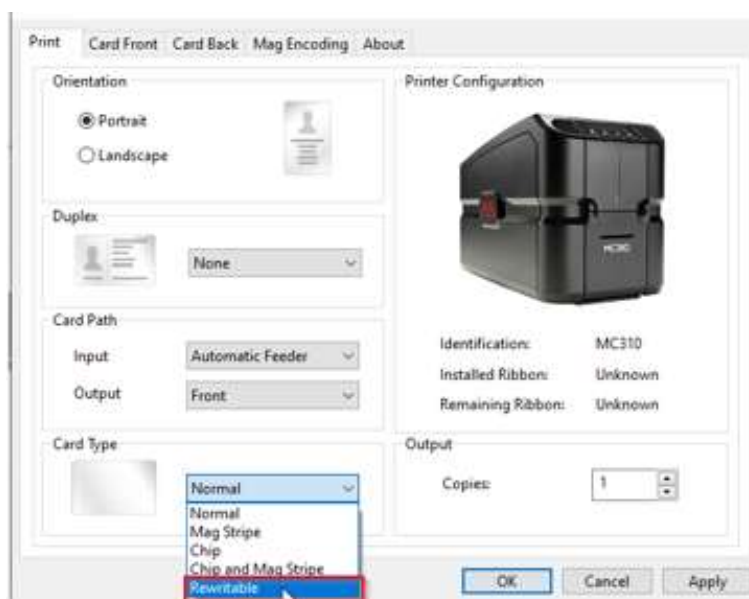 Print Card Front Card Back Mag Encoding About
Orientation
Portrait
Landscape
Duplex
None
Card Path
Input Automatic Feeder
Output Front
Card Type
Normal
Normal
Mag Stripe
Chip
Chip and Mag Stripe
Rewritable
Printer Configuration
MC310
Identification: MC310
Installed Ribbon: Unknown
Remaining Ribbon: Unknown
Output
Copies: 1
OK Cancel Apply